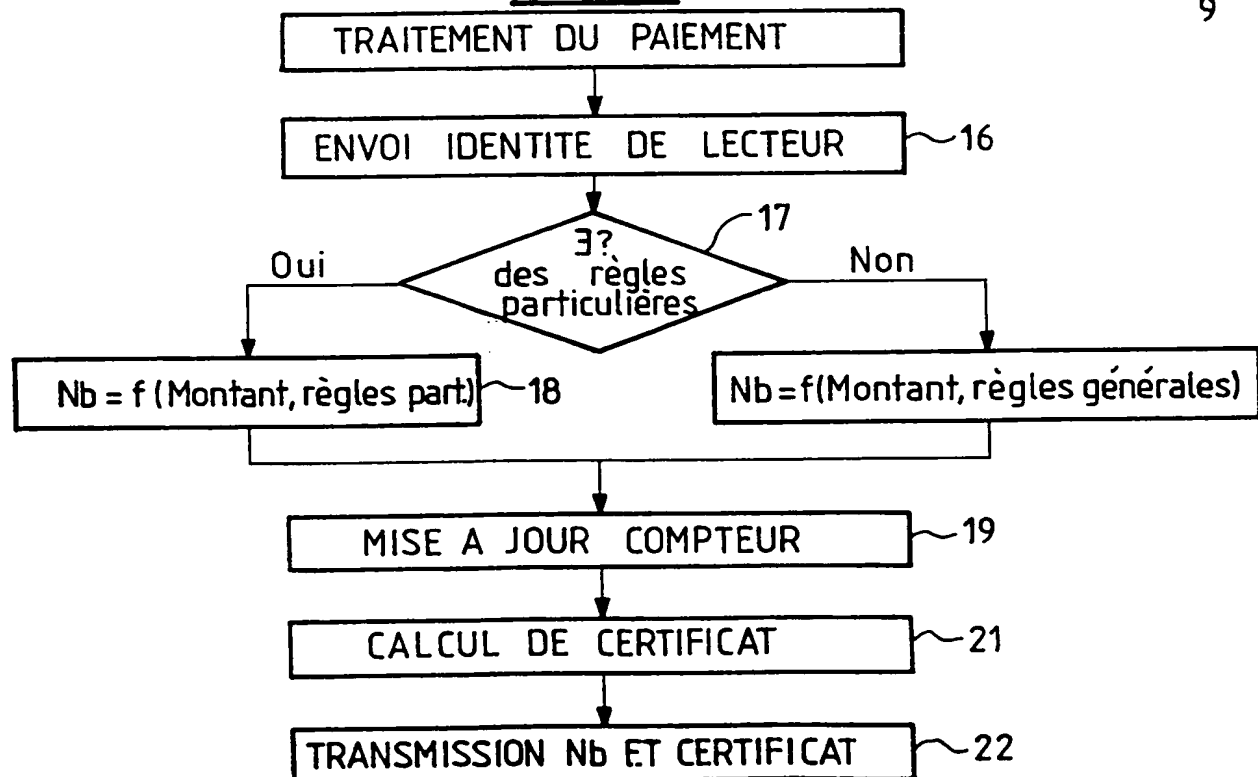 9
TRAITEMENT DU PAIEMENT
ENVOI IDENTITE DE LECTEUR
16
17
∃?
des règles
particulières
Oui
Non
Nb = f (Montant, règles part.)
18
Nb = f(Montant, règles générales)
MISE A JOUR COMPTEUR
19
CALCUL DE CERTIFICAT
21
TRANSMISSION Nb ET CERTIFICAT
22